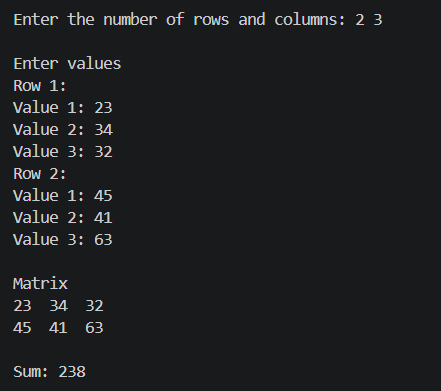 Enter the number of rows and columns: 2 3
Enter values
Row 1:
Value 1: 23
Value 2: 34
Value 3: 32
Row 2:
Value 1: 45
Value 2: 41
Value 3: 63
Matrix
23  34  32
45  41  63
Sum: 238